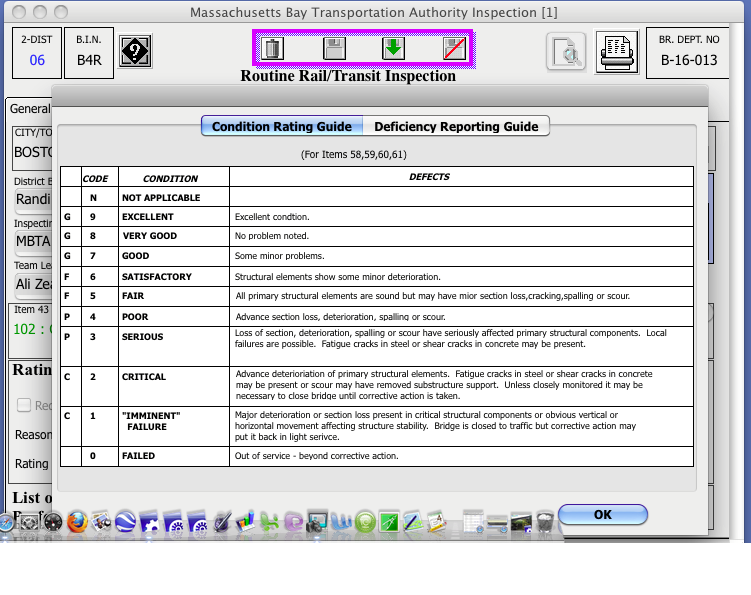 Massachusetts Bay Transportation Authority Inspection [1]
2-DIST
06
B.I.N.
B4R
BR. DEPT. NO
B-16-013
Routine Rail/Transit Inspection
General
CITY/TO
BOSTO
District B
Randi
Inspectin
MBTA
Team Le
Ali Zea
Item 43
102 : 
Ratin
Rec
Reason
Rating
List o
Condition Rating Guide
Deficiency Reporting Guide
(For Items 58,59,60,61)
CODE CONDITION DEFECTS
N NOT APPLICABLE
G 9 EXCELLENT Excellent condtion.
G 8 VERY GOOD No problem noted.
G 7 GOOD Some minor problems.
F 6 SATISFACTORY Structural elements show some minor deterioration.
F 5 FAIR All primary structural elements are sound but may have mior section loss,cracking,spalling or scour.
P 4 POOR Advance section loss, deterioration, spalling or scour.
P 3 SERIOUS Loss of section, deterioration, spalling or scour have seriously affected primary structural components. Local
failures are possible. Fatigue cracks in steel or shear cracks in concrete may be present.
C 2 CRITICAL Advance deterioriation of primary structural elements. Fatigue cracks in steel or shear cracks in concrete
may be present or scour may have removed substructure support. Unless closely monitored it may be
necessary to close bridge until corrective action is taken.
C 1 "IMMINENT" Major deterioration or section loss present in critical structural components or obvious vertical or
FAILURE horizontal movement affecting structure stability. Bridge is closed to traffic but corrective action may
put it back in light serivce.
0 FAILED Out of service - beyond corrective action.
OK